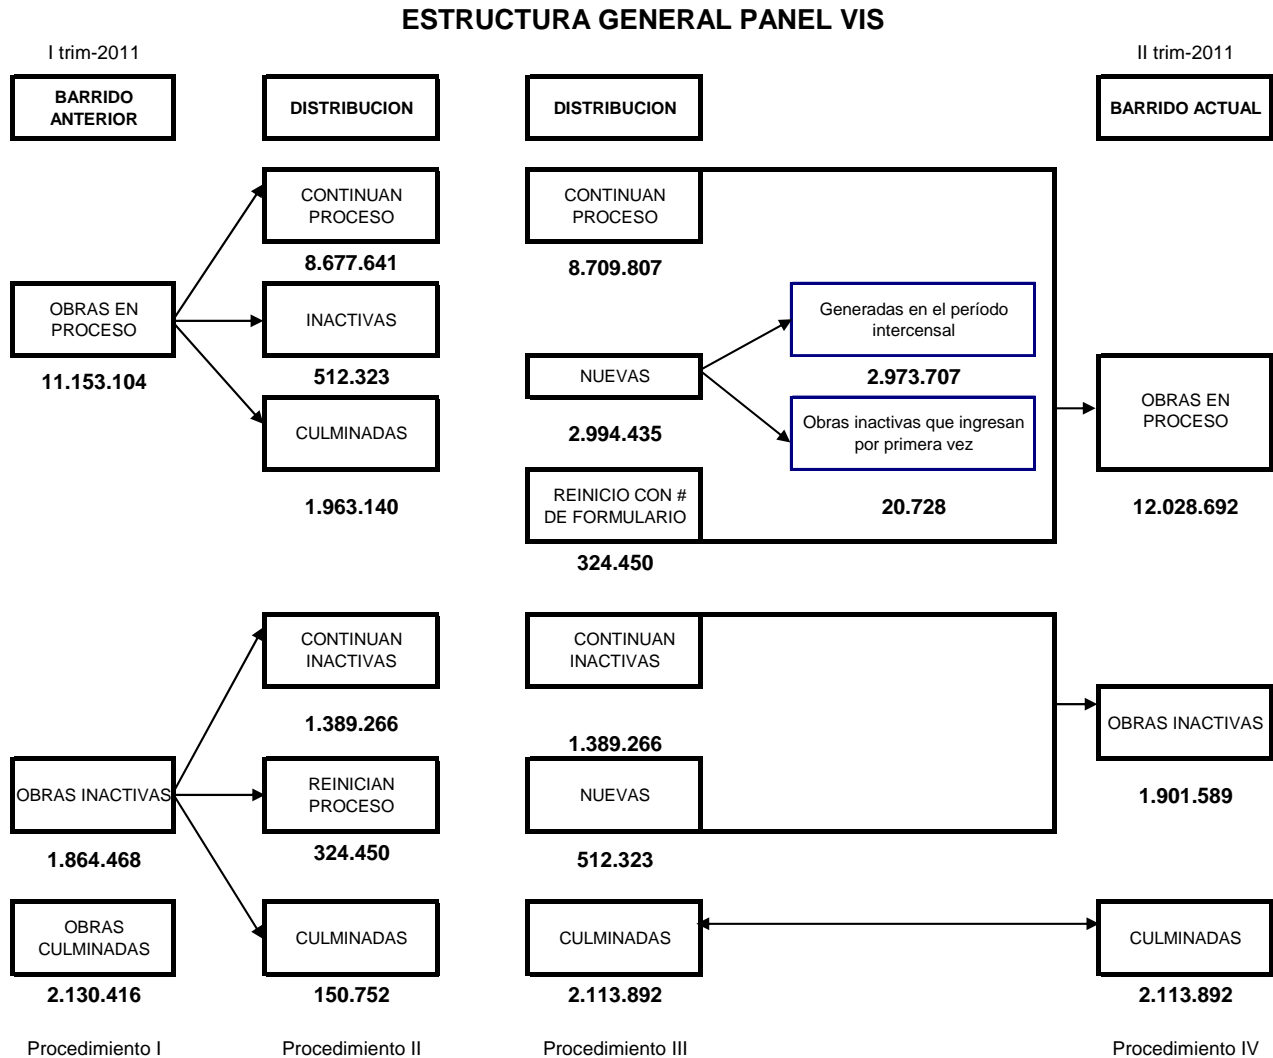 ESTRUCTURA GENERAL PANEL VIS
I trim-2011
II trim-2011
BARRIDO
ANTERIOR
DISTRIBUCION
DISTRIBUCION
BARRIDO ACTUAL
CONTINUAN
PROCESO
8.677.641
CONTINUAN
PROCESO
8.709.807
OBRAS EN
PROCESO
11.153.104
INACTIVAS
512.323
CULMINADAS
1.963.140
NUEVAS
2.994.435
Generadas en el período
intercensal
2.973.707
Obras inactivas que ingresan
por primera vez
20.728
REINICIO CON #
DE FORMULARIO
324.450
OBRAS EN
PROCESO
12.028.692
CONTINUAN
INACTIVAS
1.389.266
CONTINUAN
INACTIVAS
1.389.266
OBRAS INACTIVAS
1.901.589
OBRAS INACTIVAS
1.864.468
REINICIAN
PROCESO
324.450
NUEVAS
512.323
OBRAS
CULMINADAS
2.130.416
CULMINADAS
150.752
CULMINADAS
2.113.892
CULMINADAS
2.113.892
Procedimiento I
Procedimiento II
Procedimiento III
Procedimiento IV